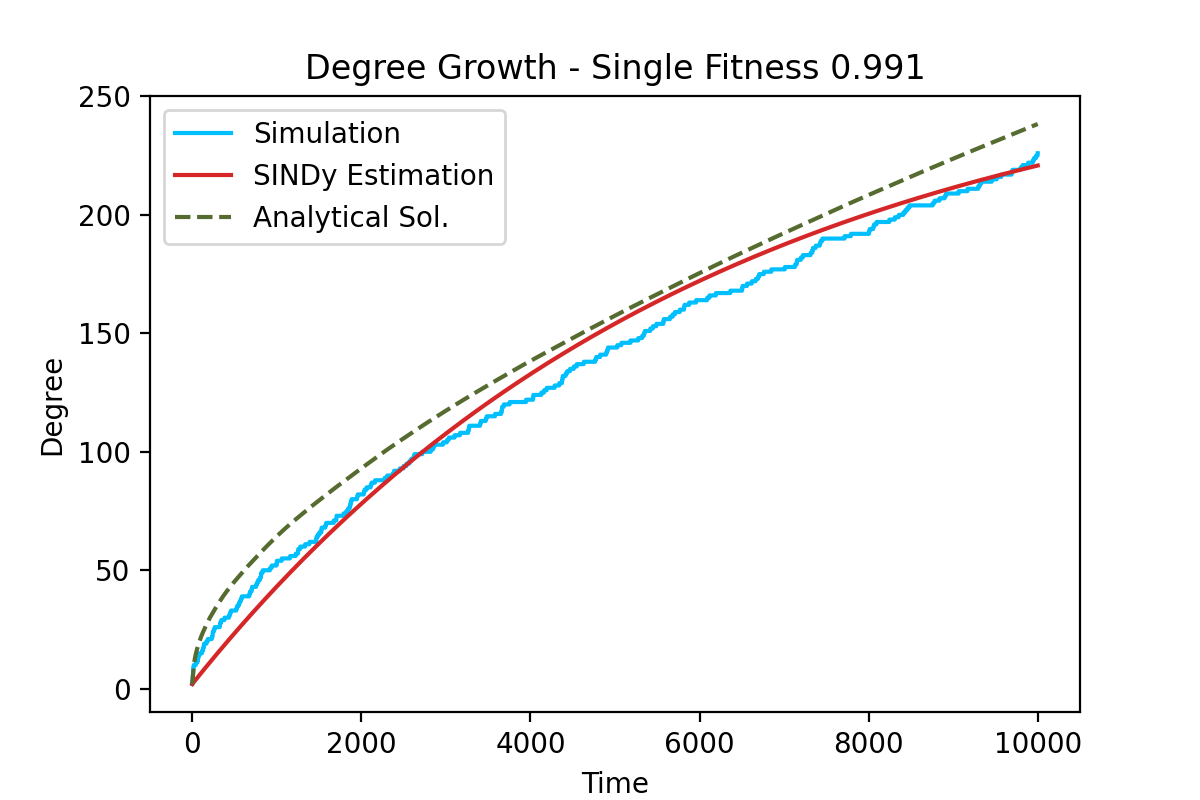 Degree Growth - Single Fitness 0.991
Simulation
SINDy Estimation
Analytical Sol.
Degree
250
200
150
100
50
0
0 2000 4000 6000 8000 10000
Time